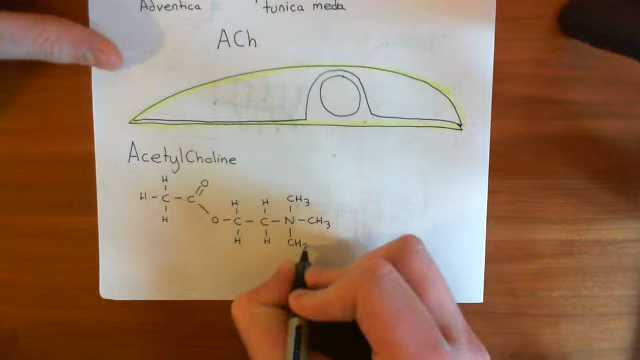 Adventica tunica meda
ACh
AcetylCholine
H O CH3
H-C-C H H
H O-C-C-N-CH3
H H CH3